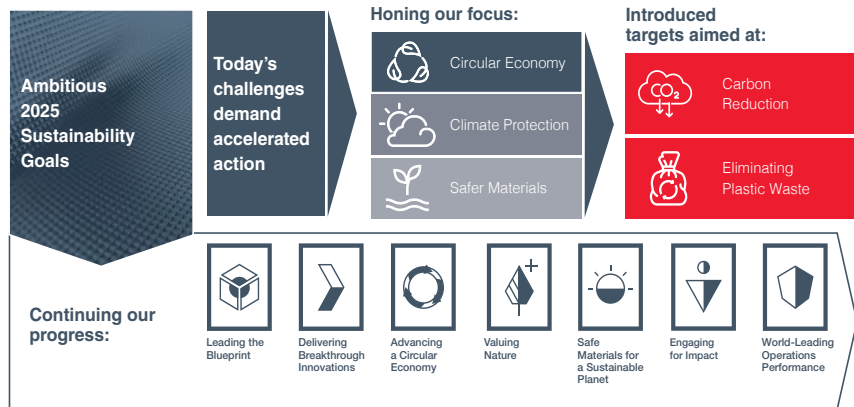 Ambitious
2025
Sustainability
Goals
Today's
challenges
demand
accelerated
action
Honing our focus:
Circular Economy
Climate Protection
Safer Materials
Introduced
targets aimed at:
CO2
Carbon
Reduction
Eliminating
Plastic Waste
Continuing our
progress:
Leading the
Blueprint
Delivering
Breakthrough
Innovations
Advancing
a Circular
Economy
Valuing
Nature
Safe
Materials for
a Sustainable
Planet
Engaging
for Impact
World-Leading
Operations
Performance